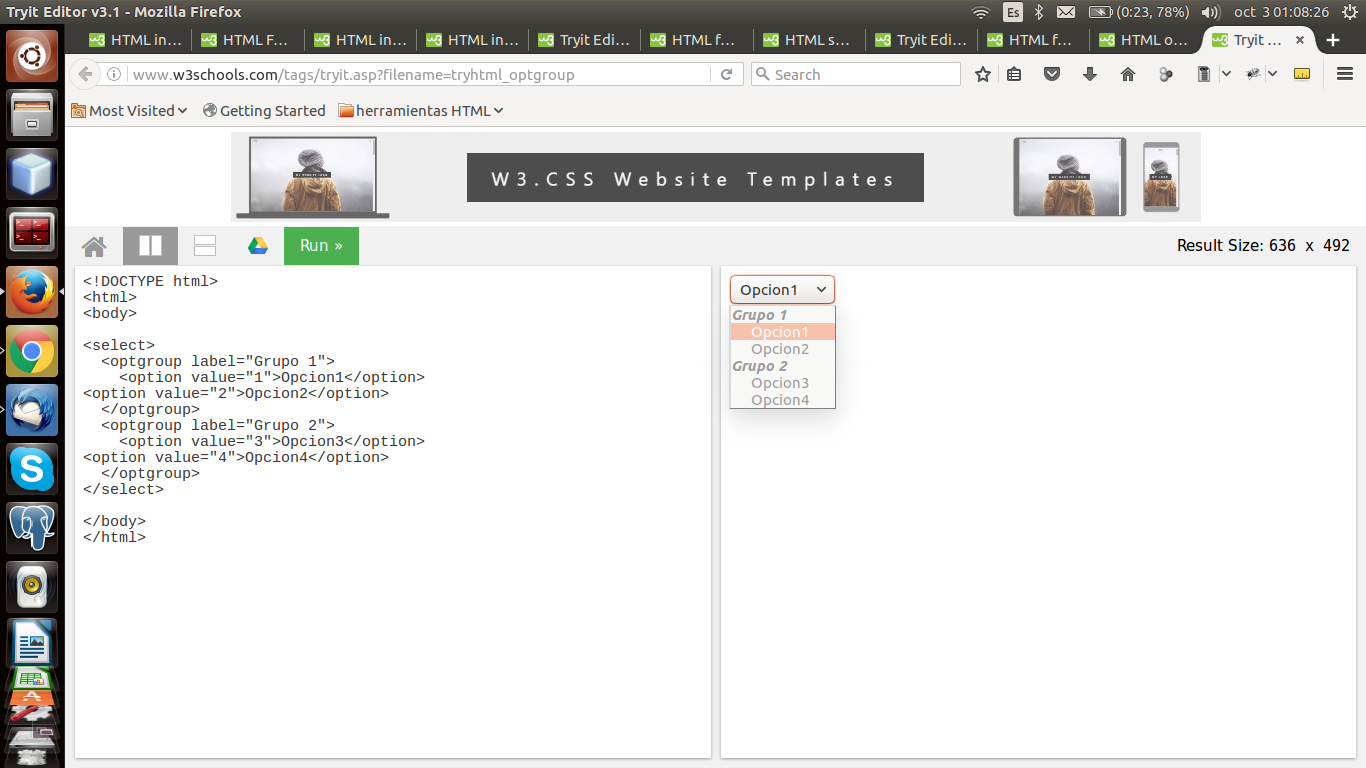 Tryit Editor v3.1 - Mozilla Firefox
Es
(0:23, 78%)
oct 3 01:08:26
HTML in...
HTML F...
HTML in...
HTML in...
Tryit Edi...
HTML f...
HTML s...
Tryit Edi...
HTML f...
HTML o...
Tryit ...
www.w3schools.com/tags/tryit.asp?filename=tryhtml_optgroup
Search
Most Visited
Getting Started
herramientas HTML
W3.CSS Website Templates
Run »
Result Size: 636 x 492
<!DOCTYPE html>
<html>
<body>
<select>
  <optgroup label="Grupo 1">
    <option value="1">Opcion1</option>
<option value="2">Opcion2</option>
  </optgroup>
  <optgroup label="Grupo 2">
    <option value="3">Opcion3</option>
<option value="4">Opcion4</option>
  </optgroup>
</select>
</body>
</html>
Opcion1
Grupo 1
Opcion1
Opcion2
Grupo 2
Opcion3
Opcion4